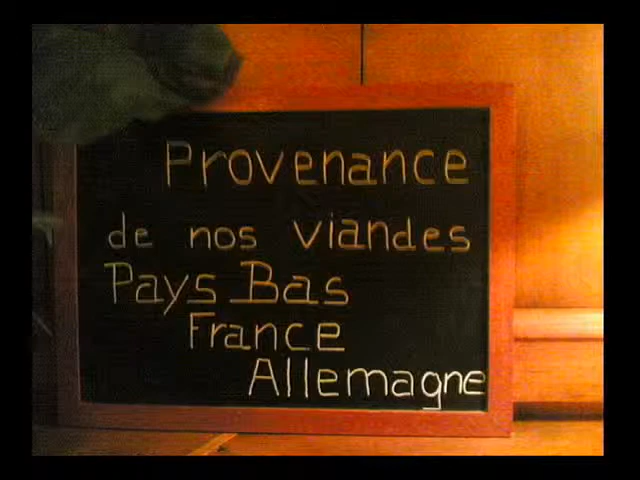 Provenance
de nos viandes
Pays Bas
France
Allemagne